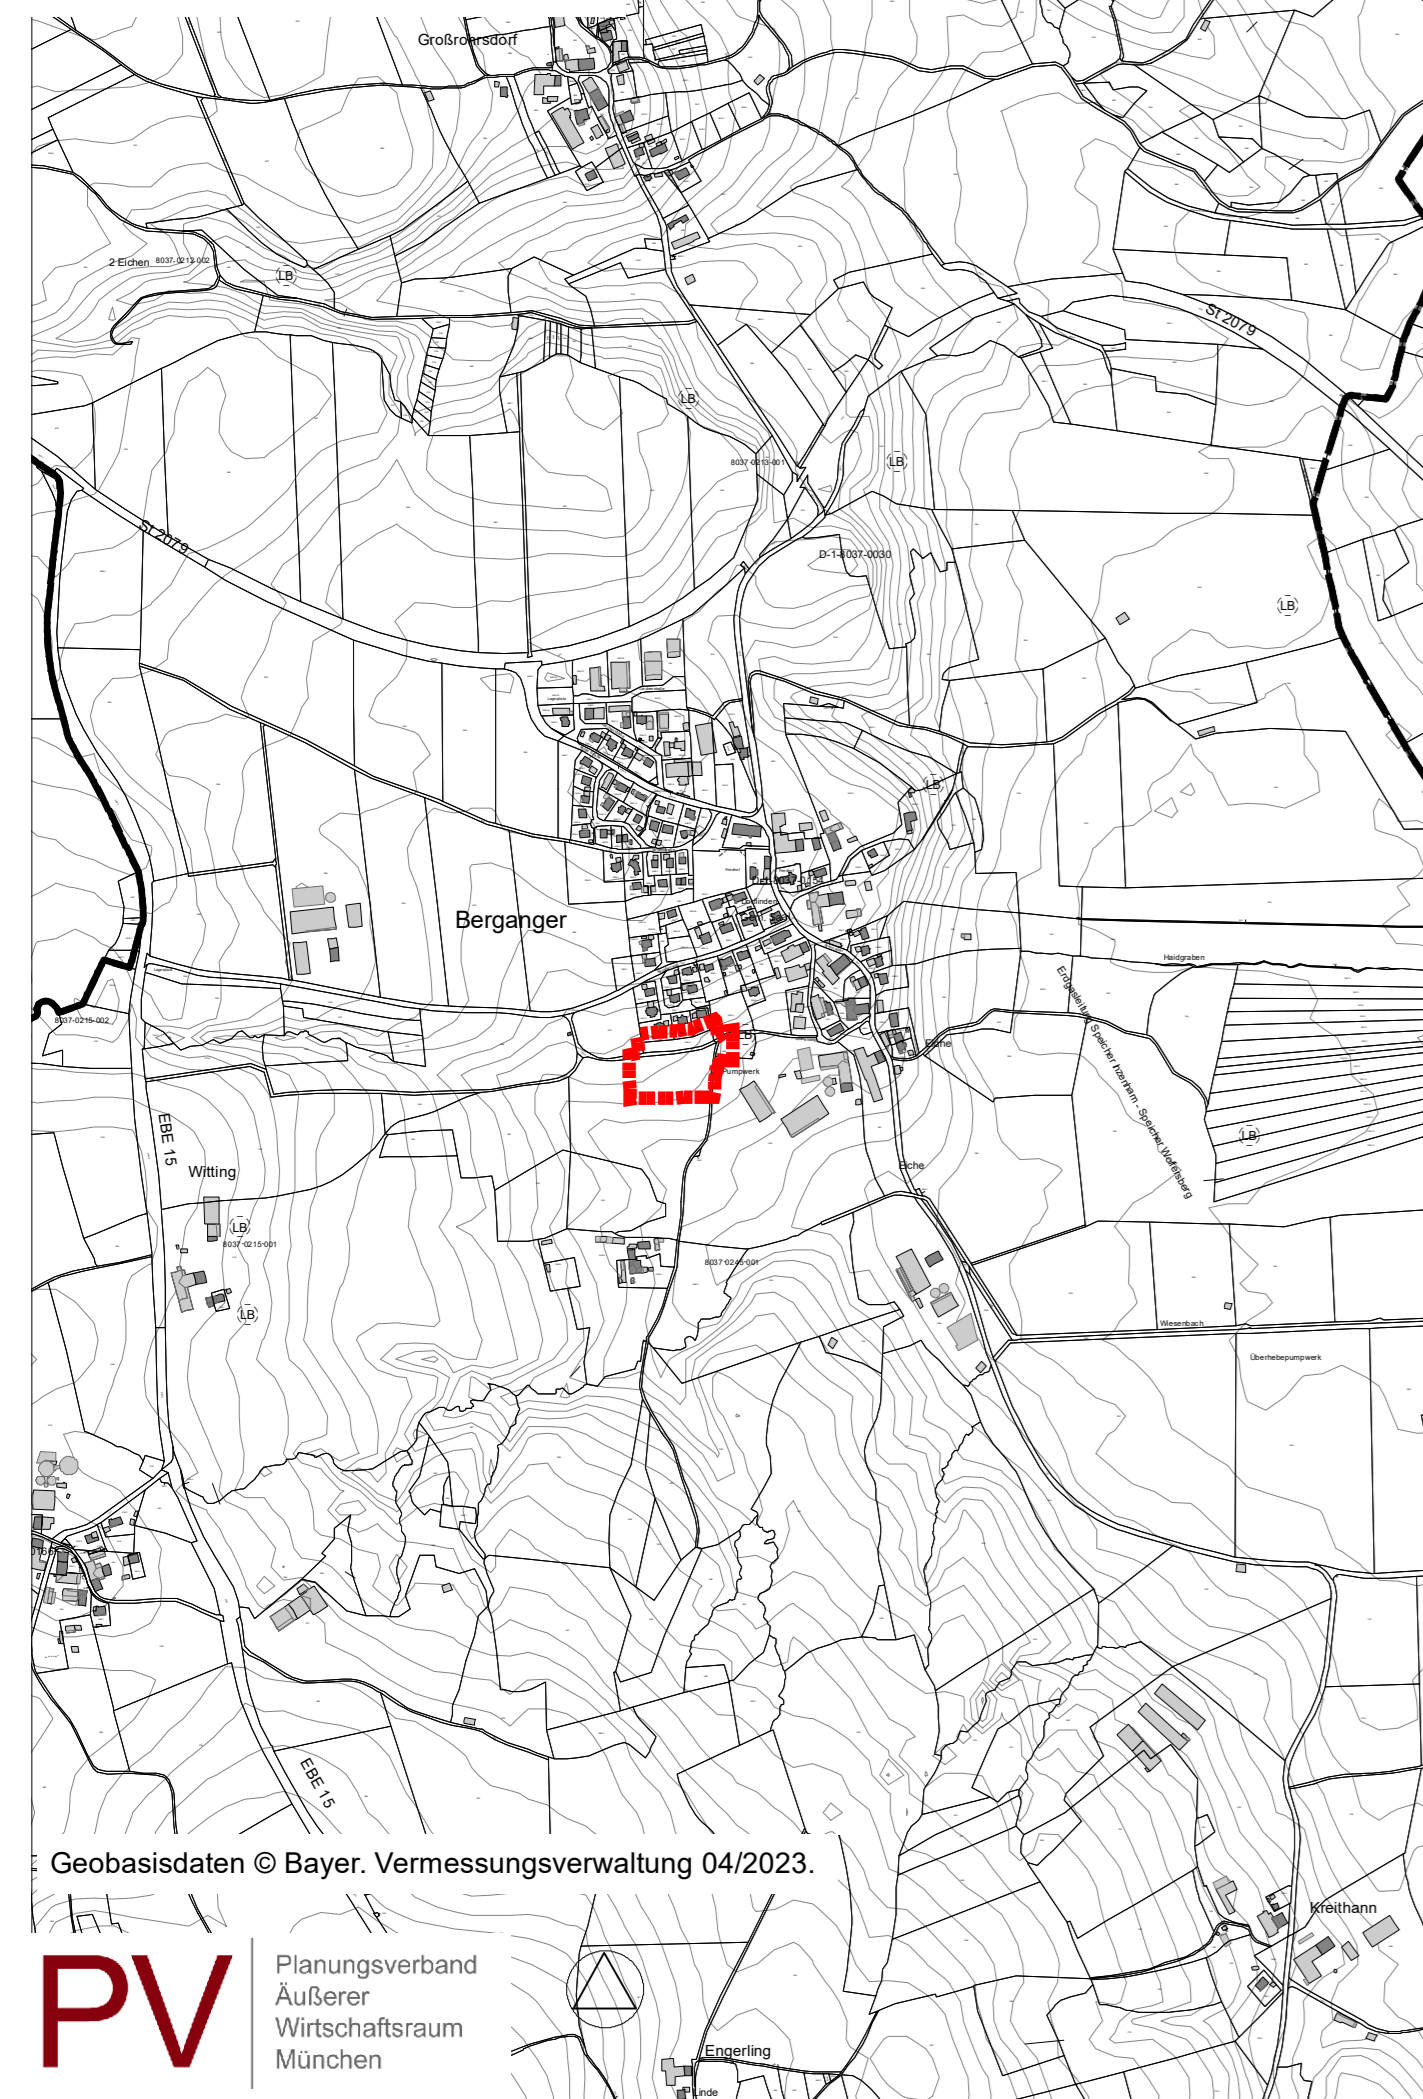 Großrohrsdorf
2 Eichen 8037-0212-002
LB
St 2079
LB
8037-0213-001
LB
St 2079
D-1-8037-0030
LB
LB
Berganger
Haidgraben
Erdgasleitung Speicher Inzenham - Speicher Wolfersberg
8037-0215-002
Eiche
Pumpwerk
LB
EBE 15
Witting
Eiche
LB
8037-0215-001
8037-0245-001
LB
Wiesenbach
Überhebepumpwerk
EBE 15
Geobasisdaten © Bayer. Vermessungsverwaltung 04/2023.
Kreithann
PV
Planungsverband
Äußerer
Wirtschaftsraum
München
Engerling
Linde